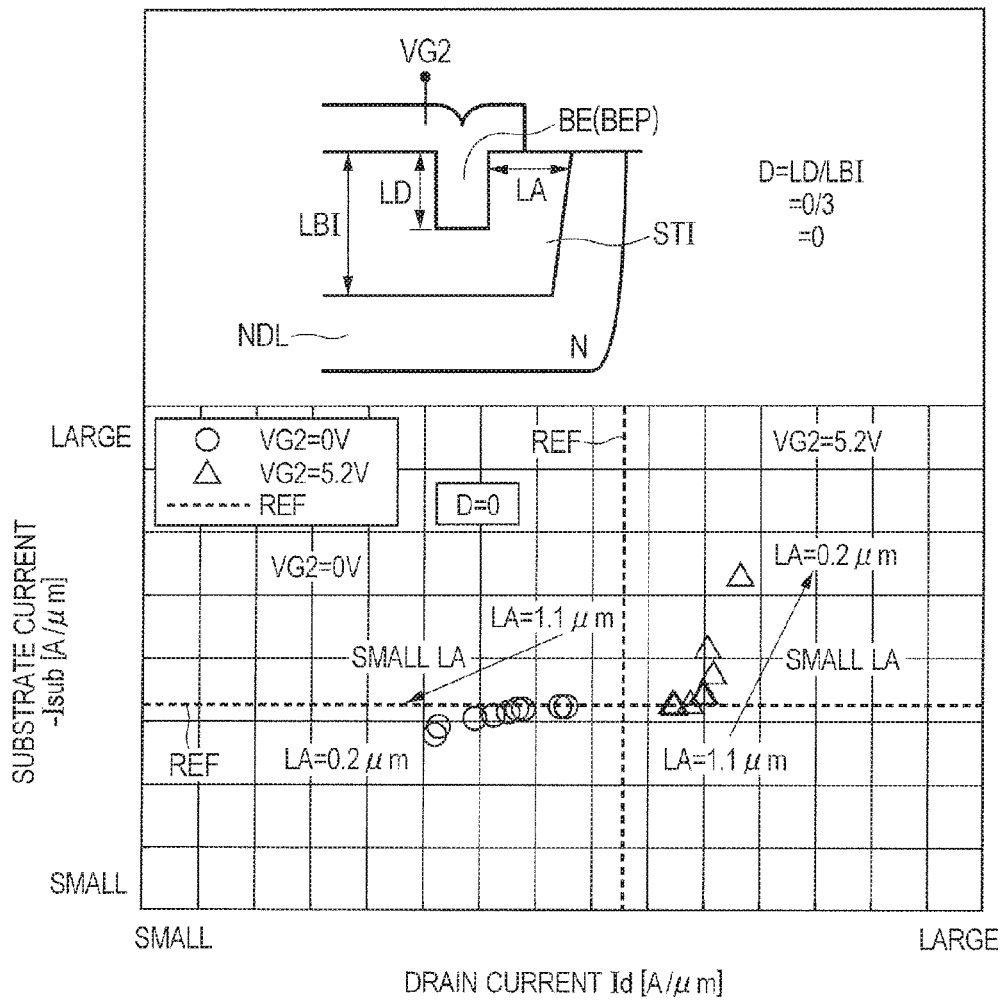 VG2
BE(BEP)
LD
LA
LBI
STI
NDL
N
D=LD/LBI
=0/3
=0
LARGE
SMALL
SUBSTRATE CURRENT
-Isub [A/μm]
VG2=0V
VG2=5.2V
REF
D=0
REF
VG2=5.2V
VG2=0V
LA=0.2 μm
LA=1.1 μm
SMALL LA
SMALL LA
REF
LA=0.2 μm
LA=1.1 μm
SMALL
LARGE
DRAIN CURRENT Id [A/μm]